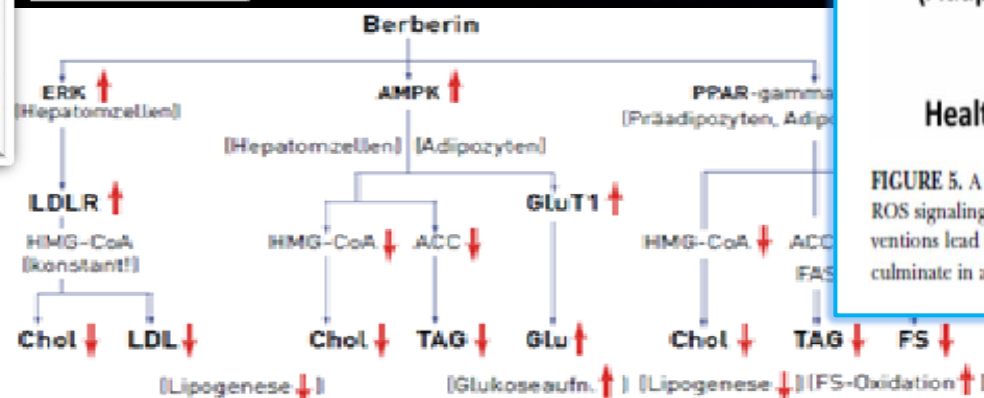 Berberin
ERK ↑ AMPK ↑ PPAR-gamma
(Hepatomzellen) (Präadipozyten,
(Hepatomzellen) (Adipozyten)
LDLR ↑ GLuT1 ↑
HMG-CoA HMG-CoA ↓ ACC ↓ HMG-CoA ↓ ACC
(konstant!) FAS
Chol ↓ LDL ↓ Chol ↓ TAG ↓ Glu ↑ Chol ↓ TAG ↓ FS ↓
(Lipogenese ↓) (Glukoseaufn. ↑) (Lipogenese ↓) (FS-Oxidation ↑)
FIGURE 5. A
ROS signaling
ventions lead
culminate in a